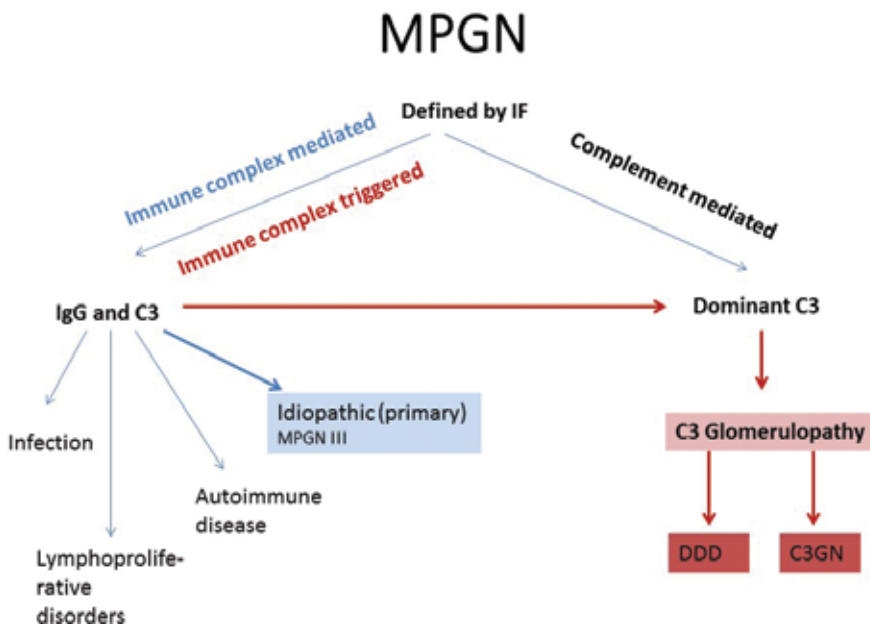 MPGN
Defined by IF
Immune complex mediated
Immune complex triggered
Complement mediated
IgG and C3
Dominant C3
Idiopathic (primary)
MPGN III
C3 Glomerulopathy
Infection
Autoimmune
disease
DDD
C3GN
Lymphoprolife-
rative
disorders